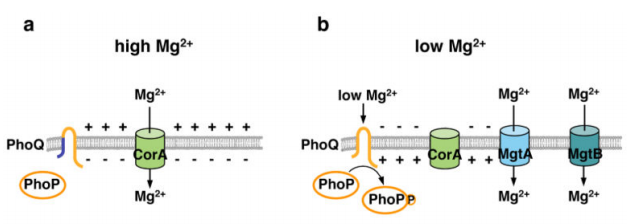 a
high Mg2+
Mg2+
+ + + + + + + + +
PhoQ
CorA
- - - - - - - - -
PhoP
Mg2+
b
low Mg2+
low Mg2+ Mg2+ Mg2+
- - - - -
PhoQ
CorA MgtA MgtB
+ + + + +
PhoP
PhoP P
Mg2+ Mg2+